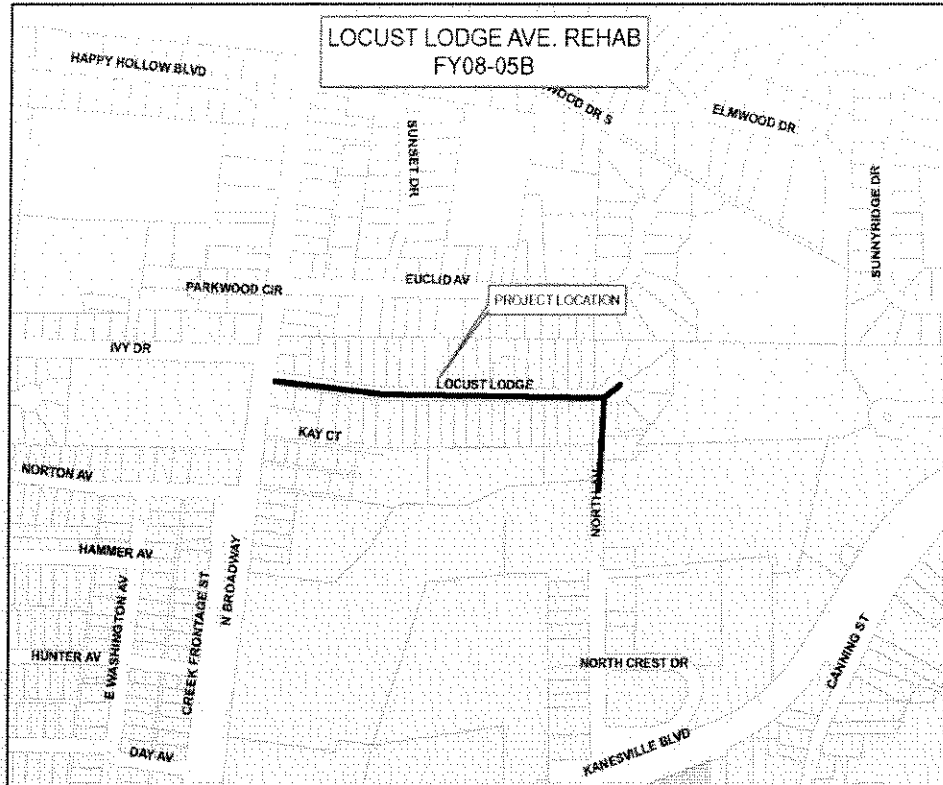 LOCUST LODGE AVE. REHAB
FY08-05B
HAPPY HOLLOW BLVD
WOOD DR S
ELMWOOD DR
SUNSET DR
SUNNYRIDGE DR
EUCLID AV
PARKWOOD CIR
PROJECT LOCATION
IVY DR
LOCUST LODGE
KAY CT
NORTON AV
NORTH
HAMMER AV
E WASHINGTON AV
CREEK FRONTAGE ST
N BROADWAY
HUNTER AV
NORTH CREST DR
CANNING ST
DAY AV
KANESVILLE BLVD